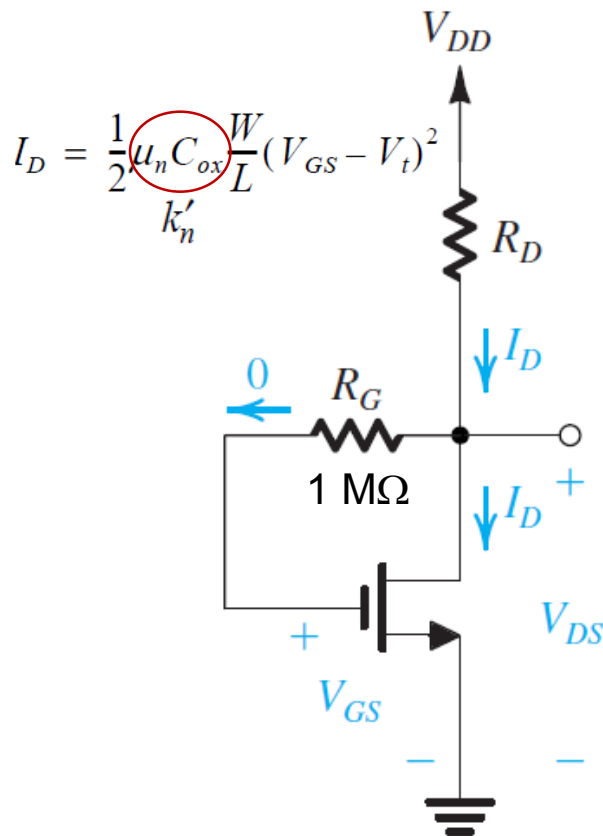 V_DD
I_D = 1/2 μ_n C_ox W/L (V_GS – V_t)^2
k'_n
R_D
I_D
0
R_G
1 MΩ
+
I_D
+
V_DS
V_GS
–
–